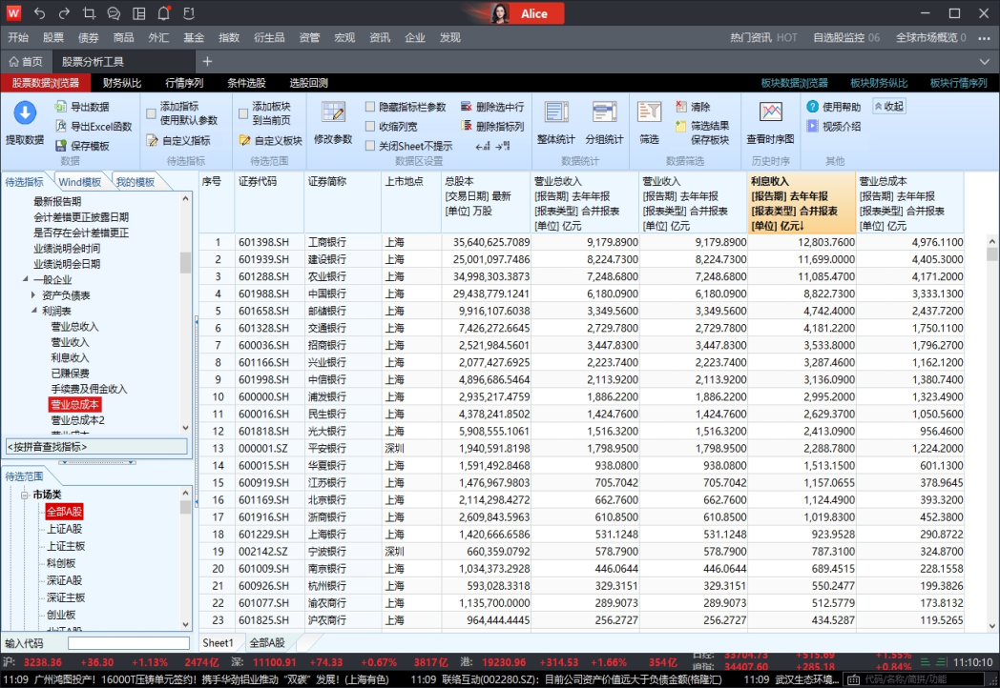 W Alice
开始 股票 债券 商品 外汇 基金 指数 衍生品 资管 宏观 资讯 企业 发现 热门资讯 HOT 自选股监控 06 全球市场概览 0
首页 股票分析工具
股票数据浏览器 财务纵比 行情序列 条件选股 选股回测 板块数据浏览器 板块财务纵比 板块行情序列
提取数据 导出数据 导出Excel函数 保存模板 数据
添加指标 使用默认参数 自定义指标 待选指标
添加板块 到当前页 自定义板块 待选范围
修改参数 隐藏指标栏参数 收缩列宽 关闭Sheet不提示 删除选中行 删除指标列 数据区设置
整体统计 分组统计 数据统计
筛选 清除 筛选结果 保存板块 数据筛选
查看时序图 历史时序
使用帮助 收起 视频介绍 其他
待选指标 Wind模板 我的模板
最新报告期
会计差错更正披露日期
是否存在会计差错更正
业绩说明会时间
业绩说明会日期
一般企业
资产负债表
利润表
营业总收入
营业收入
利息收入
已赚保费
手续费及佣金收入
营业总成本
营业总成本2
<按拼音查找指标>
待选范围
市场类
全部A股
上证A股
上证主板
科创板
深证A股
深证主板
创业板
北证A股
输入代码
序号 证券代码 证券简称 上市地点 总股本 [交易日期] 最新 [单位] 万股 营业总收入 [报告期] 去年年报 [报表类型] 合并报表 [单位] 亿元 营业收入 [报告期] 去年年报 [报表类型] 合并报表 [单位] 亿元 利息收入 [报告期] 去年年报 [报表类型] 合并报表 [单位] 亿元↓ 营业总成本 [报告期] 去年年报 [报表类型] 合并报表 [单位] 亿元
1 601398.SH 工商银行 上海 35,640,625.7089 9,179.8900 9,179.8900 12,803.7600 4,976.1100
2 601939.SH 建设银行 上海 25,001,097.7486 8,224.7300 8,224.7300 11,699.0000 4,405.3000
3 601288.SH 农业银行 上海 34,998,303.3873 7,248.6800 7,248.6800 11,085.4700 4,171.2000
4 601988.SH 中国银行 上海 29,438,779.1241 6,180.0900 6,180.0900 8,822.7300 3,333.1300
5 601658.SH 邮储银行 上海 9,916,107.6038 3,349.5600 3,349.5600 4,742.4000 2,437.7200
6 601328.SH 交通银行 上海 7,426,272.6645 2,729.7800 2,729.7800 4,181.2200 1,750.1100
7 600036.SH 招商银行 上海 2,521,984.5601 3,447.8300 3,447.8300 3,533.8000 1,796.2700
8 601166.SH 兴业银行 上海 2,077,427.6925 2,223.7400 2,223.7400 3,287.4600 1,162.1200
9 601998.SH 中信银行 上海 4,896,686.5464 2,113.9200 2,113.9200 3,136.0900 1,380.7400
10 600000.SH 浦发银行 上海 2,935,217.4759 1,886.2200 1,886.2200 2,995.2000 1,323.4900
11 600016.SH 民生银行 上海 4,378,241.8502 1,424.7600 1,424.7600 2,629.3700 1,050.5600
12 601818.SH 光大银行 上海 5,908,555.1061 1,516.3200 1,516.3200 2,413.0900 956.4600
13 000001.SZ 平安银行 深圳 1,940,591.8198 1,798.9500 1,798.9500 2,288.7800 1,224.2000
14 600015.SH 华夏银行 上海 1,591,492.8468 938.0800 938.0800 1,513.1500 601.1300
15 600919.SH 江苏银行 上海 1,476,967.9803 705.7042 705.7042 1,157.0655 378.9645
16 601169.SH 北京银行 上海 2,114,298.4272 662.7600 662.7600 1,124.4900 393.3200
17 601916.SH 浙商银行 上海 2,609,843.5963 610.8500 610.8500 1,019.8300 452.3800
18 601229.SH 上海银行 上海 1,420,666.6586 531.1248 531.1248 923.9528 290.8722
19 002142.SZ 宁波银行 深圳 660,359.0792 578.7900 578.7900 787.3100 324.8700
20 601009.SH 南京银行 上海 1,034,373.2928 446.0644 446.0644 689.4515 228.1558
21 600926.SH 杭州银行 上海 593,028.3318 329.3151 329.3151 550.2477 199.3826
22 601077.SH 渝农商行 上海 1,135,700.0000 289.9073 289.9073 512.5779 173.8132
23 601825.SH 沪农商行 上海 964,444.4445 256.2727 256.2727 434.5287 119.5265
Sheet1 全部A股
沪: 3238.36 +36.30 +1.13% 2474亿 深: 11100.91 +74.33 +0.67% 3817亿 港: 19230.96 +314.53 +1.66% 354亿 11:10:10
11:09 广州鸿图投产！16000T压铸单元签约！携手华劲铝业推动“双碳”发展！(上海有色) 11:09 联络互动(002280.SZ)：目前公司资产价值远大于负债金额(格隆汇) 11:09 武汉生态环境... 代码/名称/简拼/功能